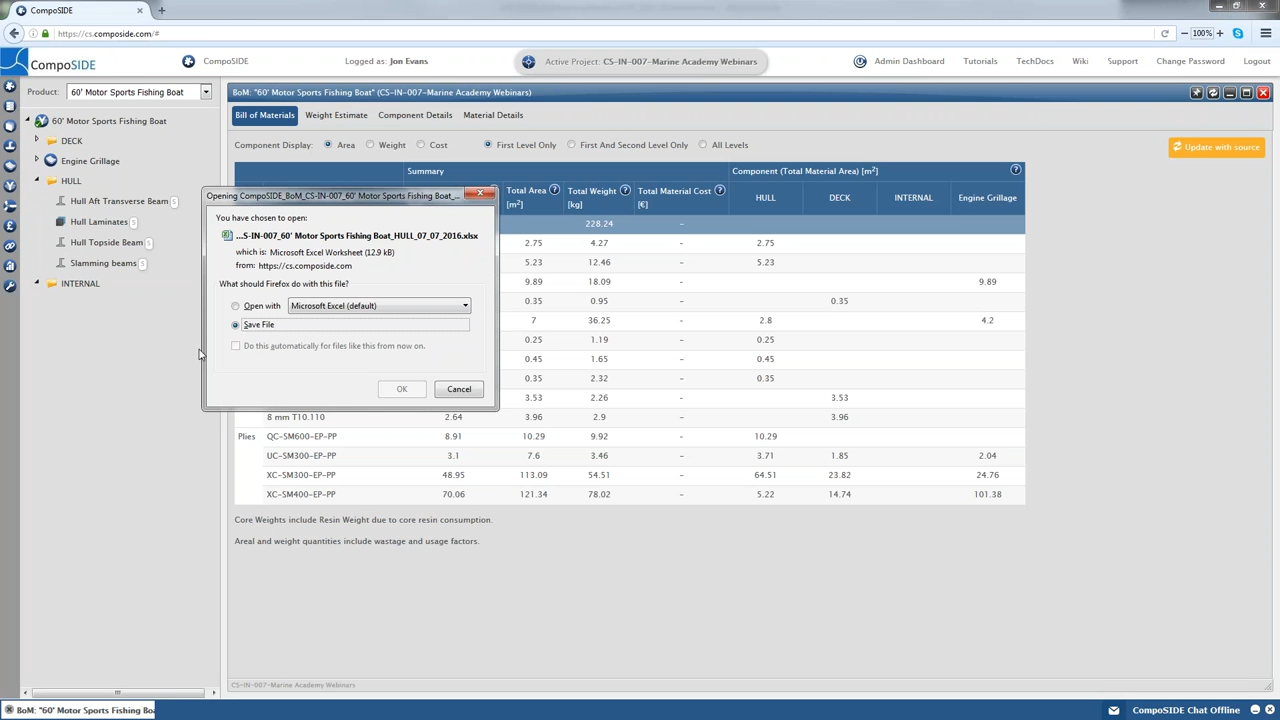 CompoSIDE
https://cs.composide.com/#
100%
CompoSIDE
CompoSIDE
Logged as: Jon Evans
Active Project: CS-IN-007-Marine Academy Webinars
Admin Dashboard
Tutorials
TechDocs
Wiki
Support
Change Password
Logout
Product:
60' Motor Sports Fishing Boat
60' Motor Sports Fishing Boat
DECK
Engine Grillage
HULL
Hull Aft Transverse Beam S
Hull Laminates S
Hull Topside Beam S
Slamming beams S
INTERNAL
BoM: "60' Motor Sports Fishing Boat" (CS-IN-007-Marine Academy Webinars)
Bill of Materials
Weight Estimate
Component Details
Material Details
Component Display:
Area
Weight
Cost
First Level Only
First And Second Level Only
All Levels
Update with source
Summary
Component (Total Material Area) [m²]
Total Area [m²]
Total Weight [kg]
Total Material Cost [€]
HULL
DECK
INTERNAL
Engine Grillage
228.24 –
2.75 4.27 – 2.75
5.23 12.46 – 5.23
9.89 18.09 – 9.89
0.35 0.95 – 0.35
7 36.25 – 2.8 4.2
0.25 1.19 – 0.25
0.45 1.65 – 0.45
0.35 2.32 – 0.35
3.53 2.26 – 3.53
8 mm T10.110 2.64 3.96 2.9 – 3.96
Plies QC-SM600-EP-PP 8.91 10.29 9.92 – 10.29
UC-SM300-EP-PP 3.1 7.6 3.46 – 3.71 1.85 2.04
XC-SM300-EP-PP 48.95 113.09 54.51 – 64.51 23.82 24.76
XC-SM400-EP-PP 70.06 121.34 78.02 – 5.22 14.74 101.38
Core Weights include Resin Weight due to core resin consumption.
Areal and weight quantities include wastage and usage factors.
Opening CompoSIDE_BoM_CS-IN-007_60' Motor Sports Fishing Boat_...
You have chosen to open:
...S-IN-007_60' Motor Sports Fishing Boat_HULL_07_07_2016.xlsx
which is: Microsoft Excel Worksheet (12.9 kB)
from: https://cs.composide.com
What should Firefox do with this file?
Open with
Microsoft Excel (default)
Save File
Do this automatically for files like this from now on.
OK
Cancel
CS-IN-007-Marine Academy Webinars
BoM: "60' Motor Sports Fishing Boa
CompoSIDE Chat Offline